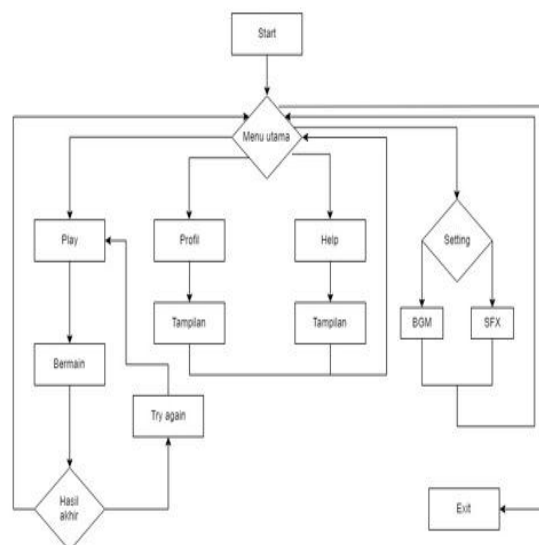 Start
Menu utama
Play
Profil
Help
Setting
Tampilan
Tampilan
BGM
SFX
Bermain
Try again
Hasil
akhir
Exit